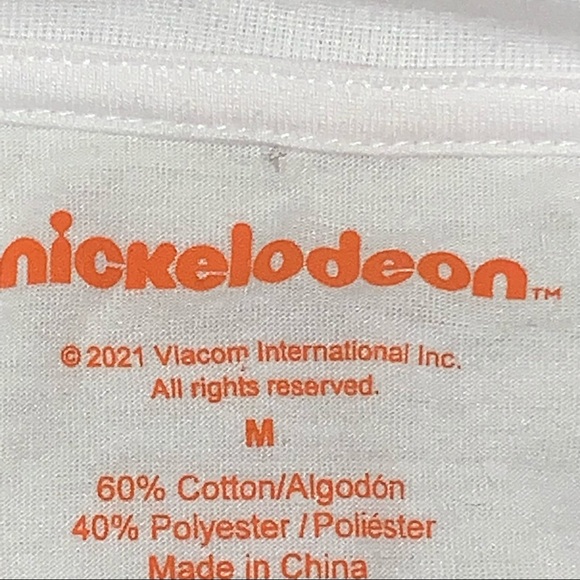 nickelodeon™
© 2021 Viacom International Inc.
All rights reserved.
M
60% Cotton/Algodón
40% Polyester / Poliéster
Made in China